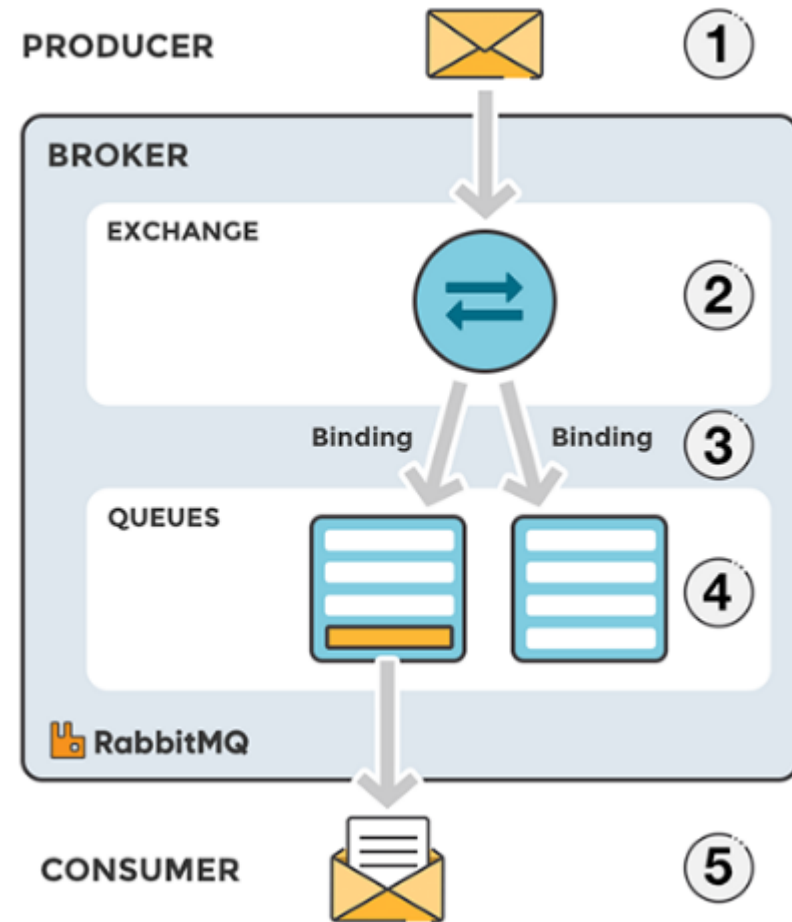 PRODUCER 1
BROKER
EXCHANGE
2
Binding Binding 3
QUEUES
4
RabbitMQ
CONSUMER 5